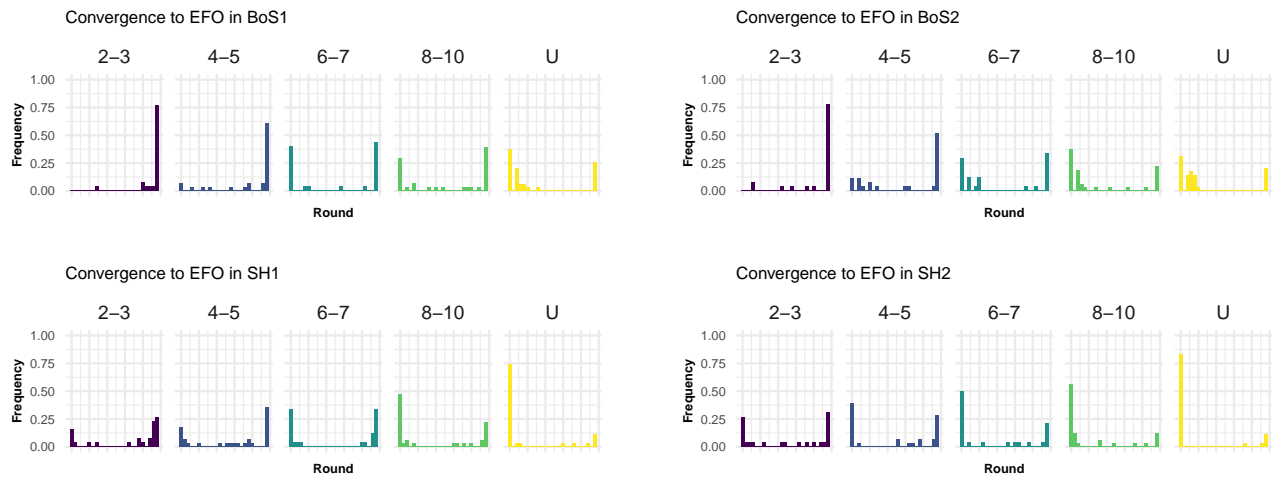 Convergence to EFO in BoS1
2–3 4–5 6–7 8–10 U
1.00
0.75
0.50
0.25
0.00
Frequency
Round
Convergence to EFO in BoS2
2–3 4–5 6–7 8–10 U
1.00
0.75
0.50
0.25
0.00
Frequency
Round
Convergence to EFO in SH1
2–3 4–5 6–7 8–10 U
1.00
0.75
0.50
0.25
0.00
Frequency
Round
Convergence to EFO in SH2
2–3 4–5 6–7 8–10 U
1.00
0.75
0.50
0.25
0.00
Frequency
Round